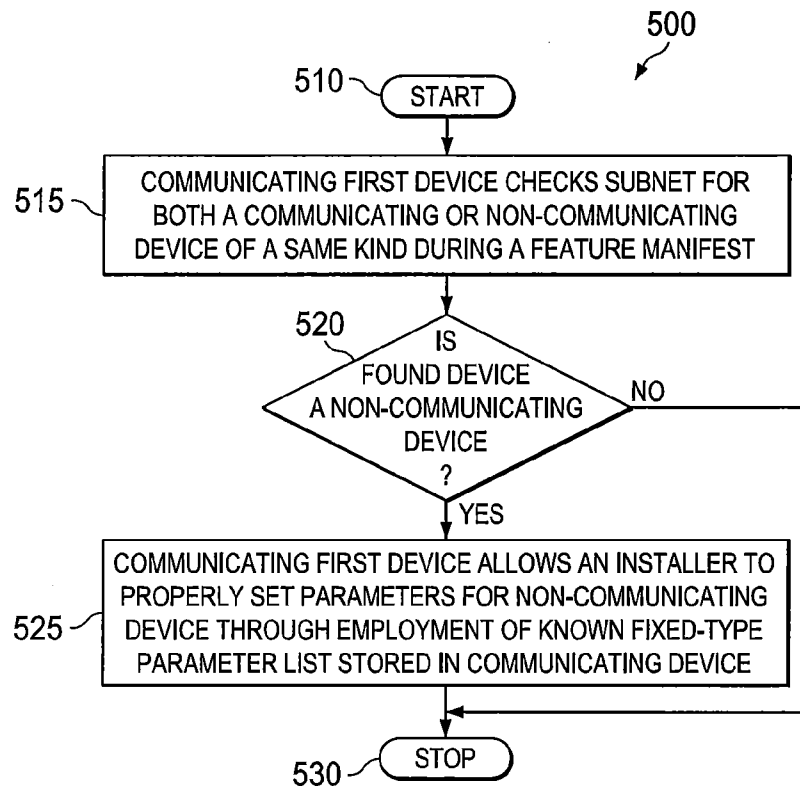 500
510
START
515
COMMUNICATING FIRST DEVICE CHECKS SUBNET FOR
BOTH A COMMUNICATING OR NON-COMMUNICATING
DEVICE OF A SAME KIND DURING A FEATURE MANIFEST
520
IS
FOUND DEVICE
A NON-COMMUNICATING
DEVICE
?
NO
YES
525
COMMUNICATING FIRST DEVICE ALLOWS AN INSTALLER TO
PROPERLY SET PARAMETERS FOR NON-COMMUNICATING
DEVICE THROUGH EMPLOYMENT OF KNOWN FIXED-TYPE
PARAMETER LIST STORED IN COMMUNICATING DEVICE
STOP
530